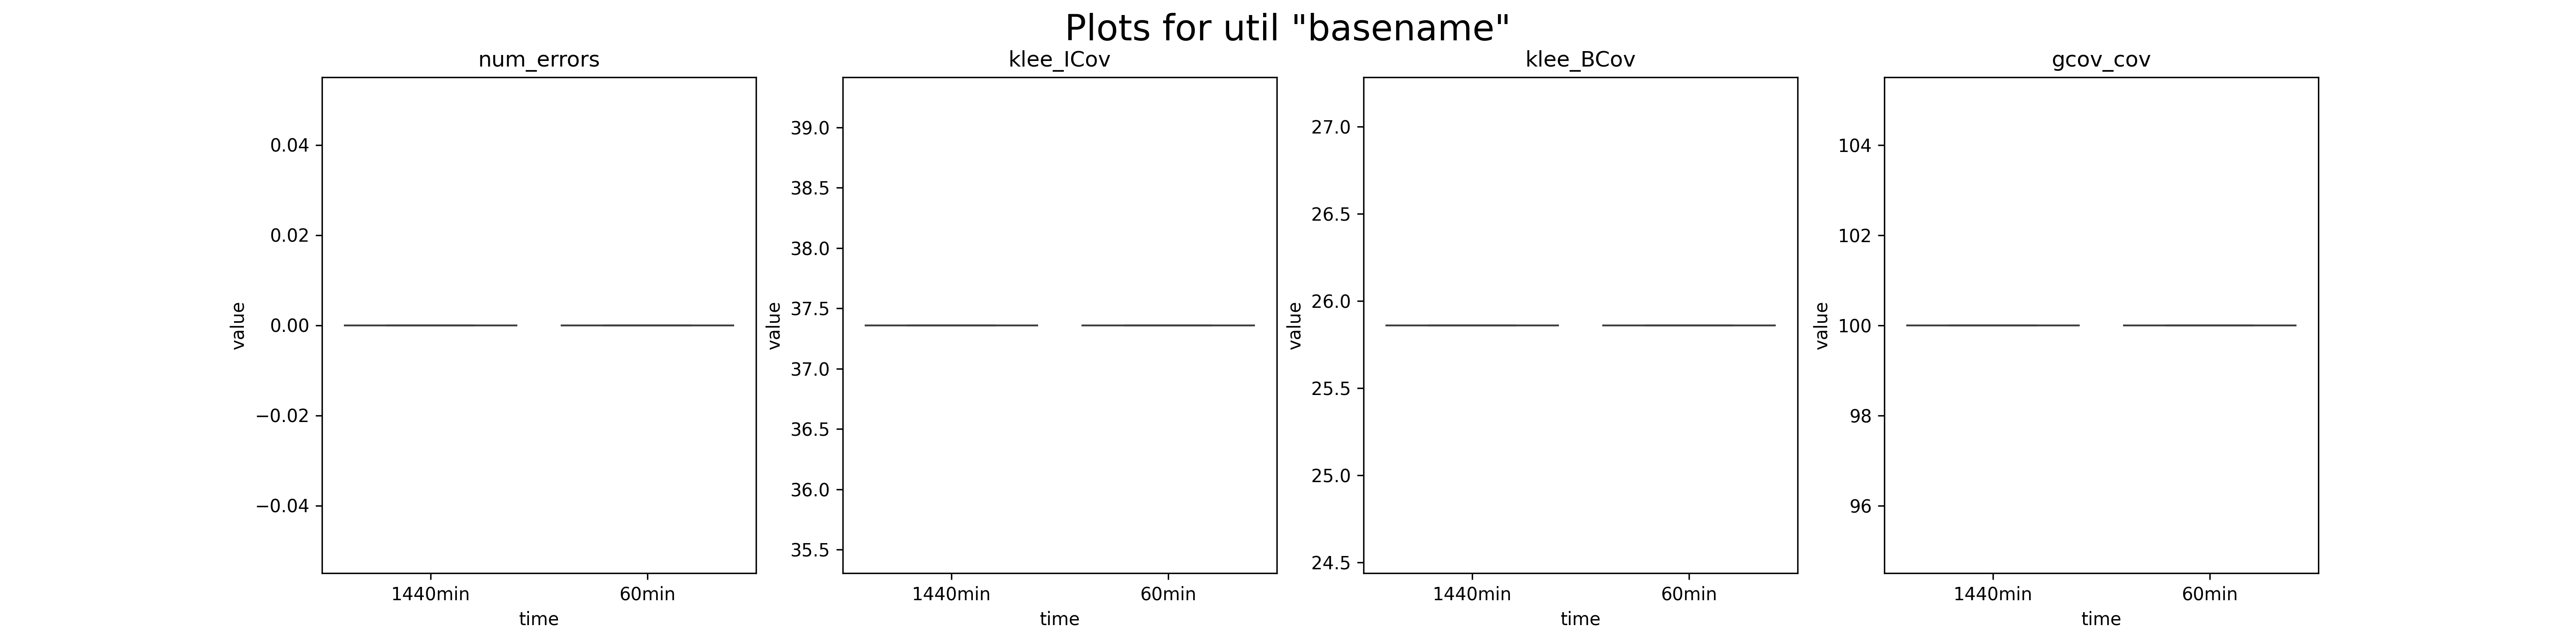 Plots for util "basename"
num_errors
klee_ICov
klee_BCov
gcov_cov
value
0.04
0.02
0.00
−0.02
−0.04
1440min
60min
time
value
39.0
38.5
38.0
37.5
37.0
36.5
36.0
35.5
1440min
60min
time
value
27.0
26.5
26.0
25.5
25.0
24.5
1440min
60min
time
value
104
102
100
98
96
1440min
60min
time